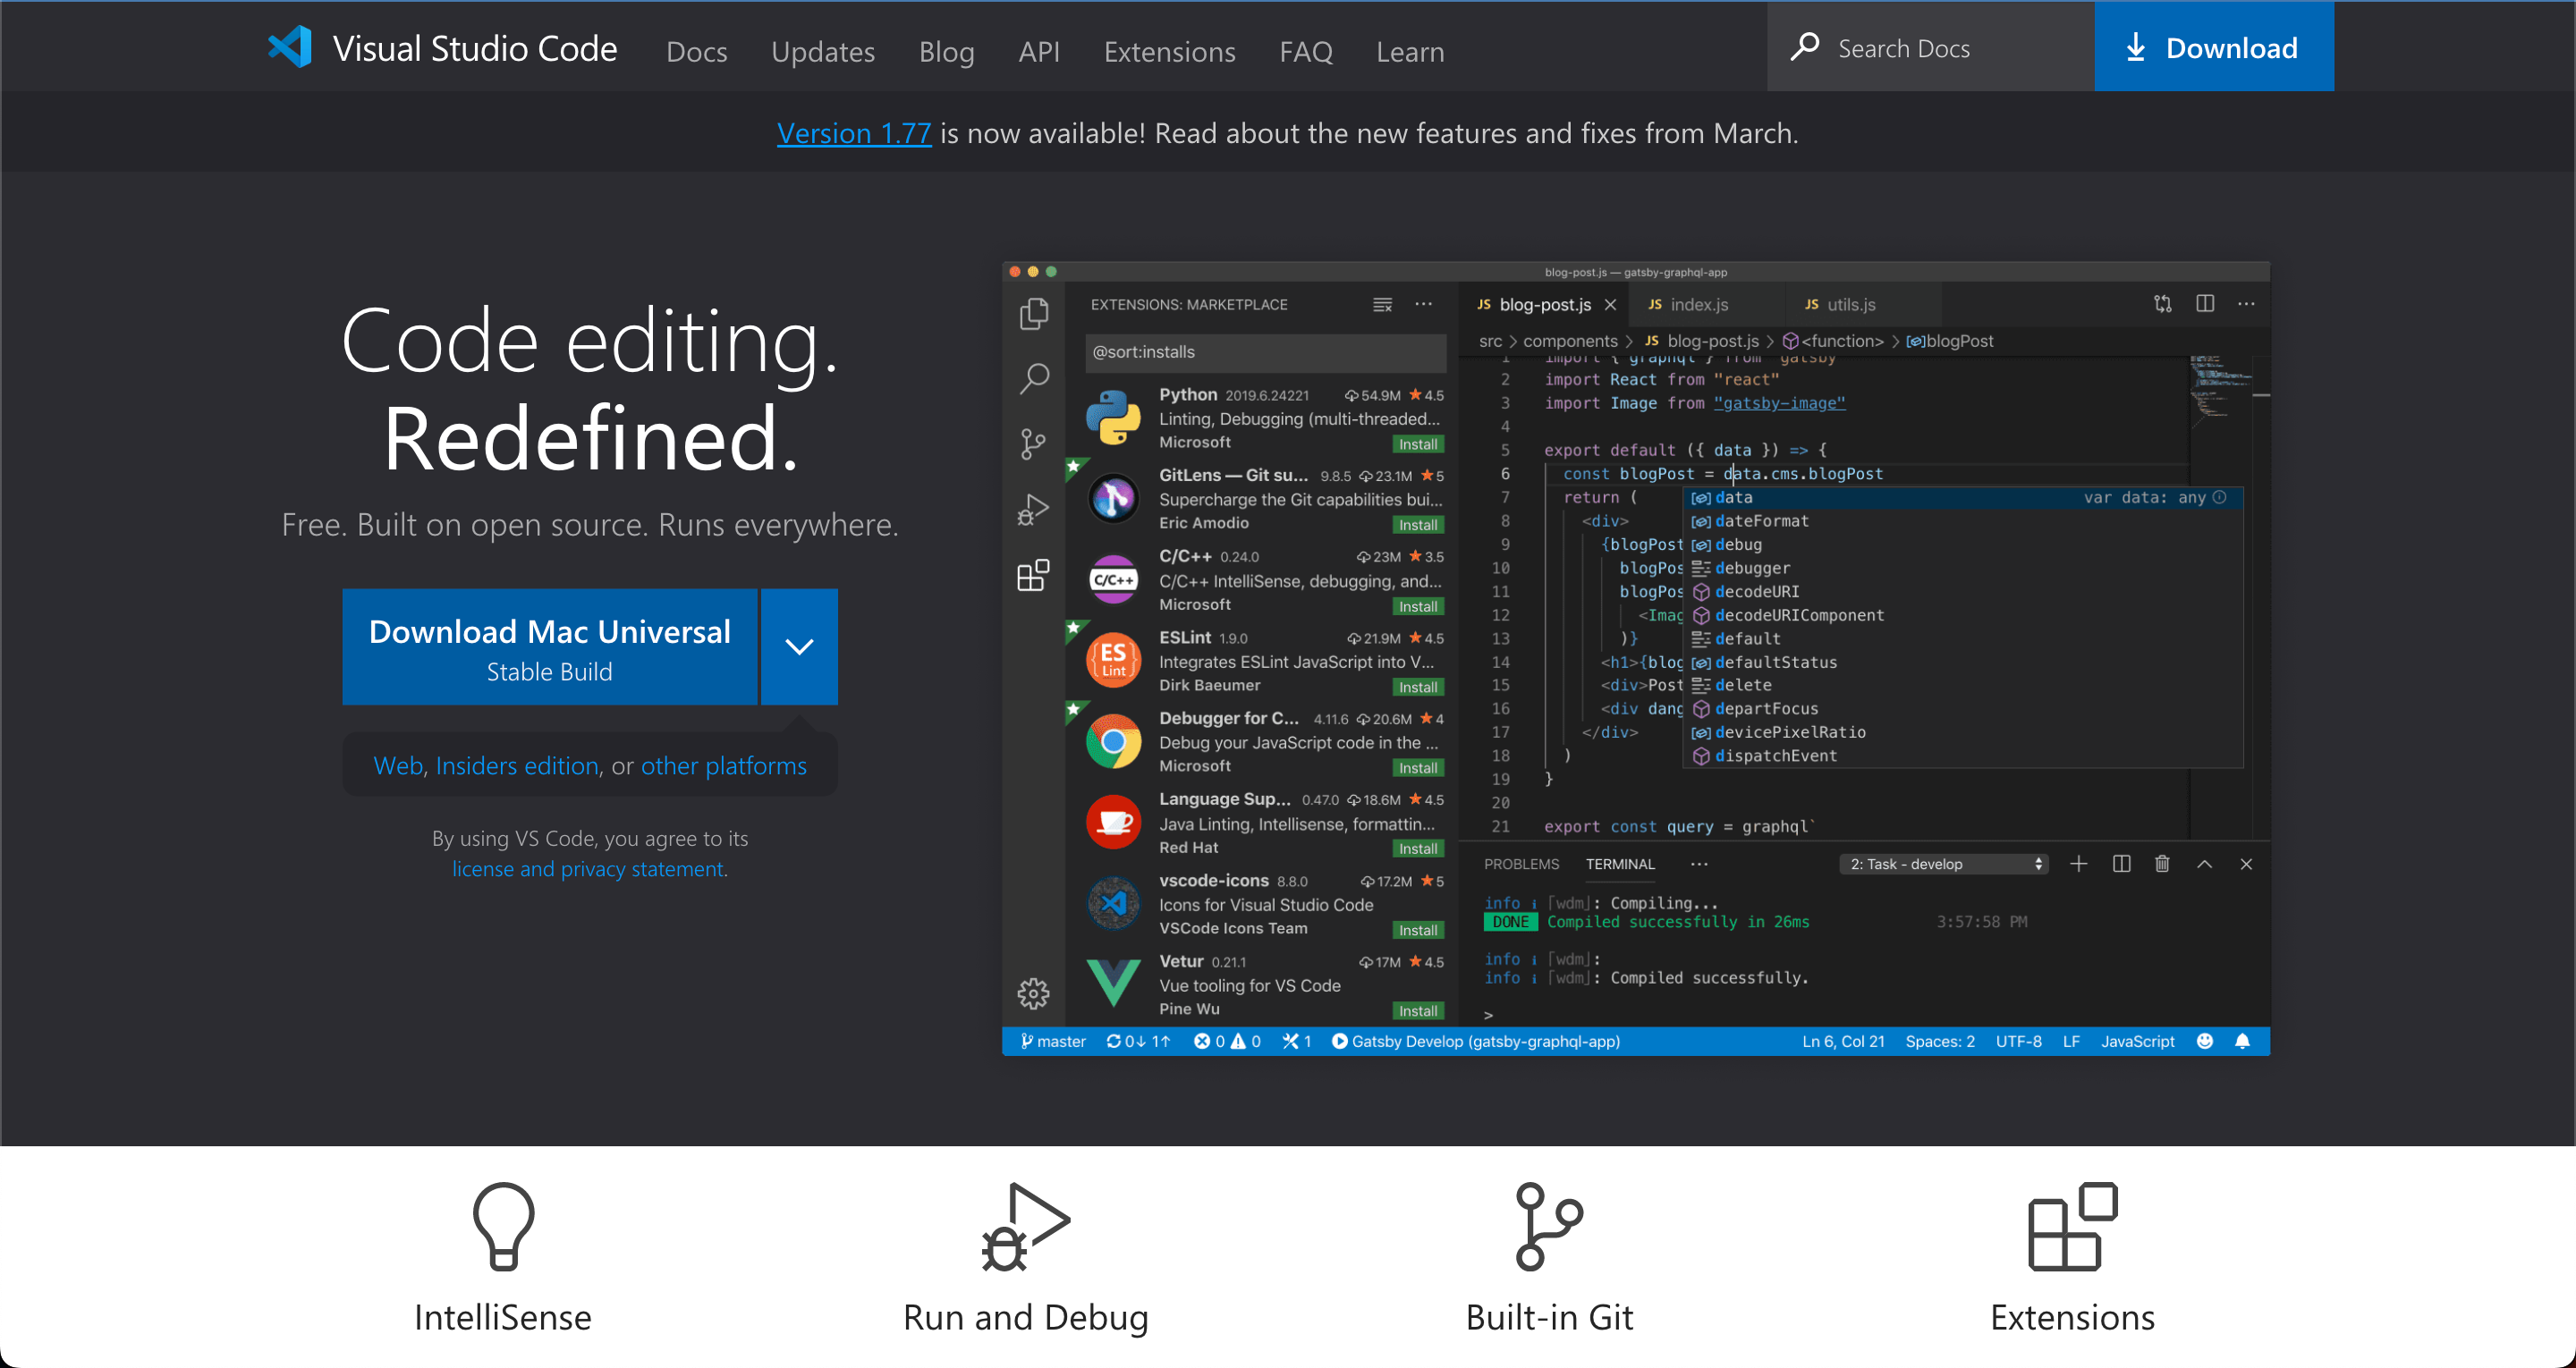 Visual Studio Code
Docs
Updates
Blog
API
Extensions
FAQ
Learn
Search Docs
Download
Version 1.77 is now available! Read about the new features and fixes from March.
Code editing.
Redefined.
Free. Built on open source. Runs everywhere.
Download Mac Universal
Stable Build
Web, Insiders edition, or other platforms
By using VS Code, you agree to its
license and privacy statement.
blog-post.js — gatsby-graphql-app
EXTENSIONS: MARKETPLACE
@sort:installs
Python 2019.6.24221 54.9M 4.5
Linting, Debugging (multi-threaded...
Microsoft
Install
GitLens — Git su... 9.8.5 23.1M 5
Supercharge the Git capabilities bui...
Eric Amodio
Install
C/C++
C/C++ 0.24.0 23M 3.5
C/C++ IntelliSense, debugging, and...
Microsoft
Install
ES
Lint
ESLint 1.9.0 21.9M 4.5
Integrates ESLint JavaScript into V...
Dirk Baeumer
Install
Debugger for C... 4.11.6 20.6M 4
Debug your JavaScript code in the ...
Microsoft
Install
Language Sup... 0.47.0 18.6M 4.5
Java Linting, Intellisense, formattin...
Red Hat
Install
vscode-icons 8.8.0 17.2M 5
Icons for Visual Studio Code
VSCode Icons Team
Install
Vetur 0.21.1 17M 4.5
Vue tooling for VS Code
Pine Wu
Install
JS blog-post.js
JS index.js
JS utils.js
src > components > JS blog-post.js > <function> > blogPost
1 import { graphql } from "gatsby"
2 import React from "react"
3 import Image from "gatsby-image"
4
5 export default ({ data }) => {
6 const blogPost = data.cms.blogPost
7 return (
8 <div>
9 {blogPost
10 blogPos
11 blogPos
12 <Imag
13 )}
14 <h1>{blog
15 <div>Post
16 <div dang
17 </div>
18 )
19 }
20
21 export const query = graphql`
data var data: any
dateFormat
debug
debugger
decodeURI
decodeURIComponent
default
defaultStatus
delete
departFocus
devicePixelRatio
dispatchEvent
PROBLEMS TERMINAL ... 2: Task - develop
info i ｢wdm｣: Compiling...
DONE Compiled successfully in 26ms 3:57:58 PM
info i ｢wdm｣:
info i ｢wdm｣: Compiled successfully.
>
master 0↓ 1↑ 0 0 1 Gatsby Develop (gatsby-graphql-app) Ln 6, Col 21 Spaces: 2 UTF-8 LF JavaScript
IntelliSense
Run and Debug
Built-in Git
Extensions